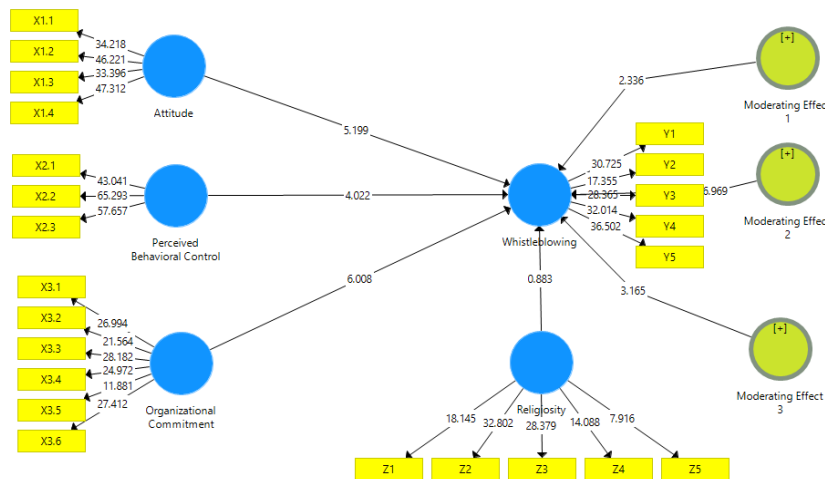 X1.1
X1.2
X1.3
X1.4
34.218
46.221
33.396
47.312
Attitude
5.199
X2.1
X2.2
X2.3
43.041
65.293
57.657
Perceived
Behavioral Control
4.022
X3.1
X3.2
X3.3
X3.4
X3.5
X3.6
26.994
21.564
28.182
24.972
11.881
27.412
Organizational
Commitment
6.008
Whistleblowing
Y1
Y2
Y3
Y4
Y5
30.725
17.355
28.365
32.014
36.502
[+]
Moderating Effect
1
2.336
[+]
Moderating Effect
2
6.969
[+]
Moderating Effect
3
3.165
0.883
Religiosity
18.145
32.802
28.379
14.088
7.916
Z1
Z2
Z3
Z4
Z5